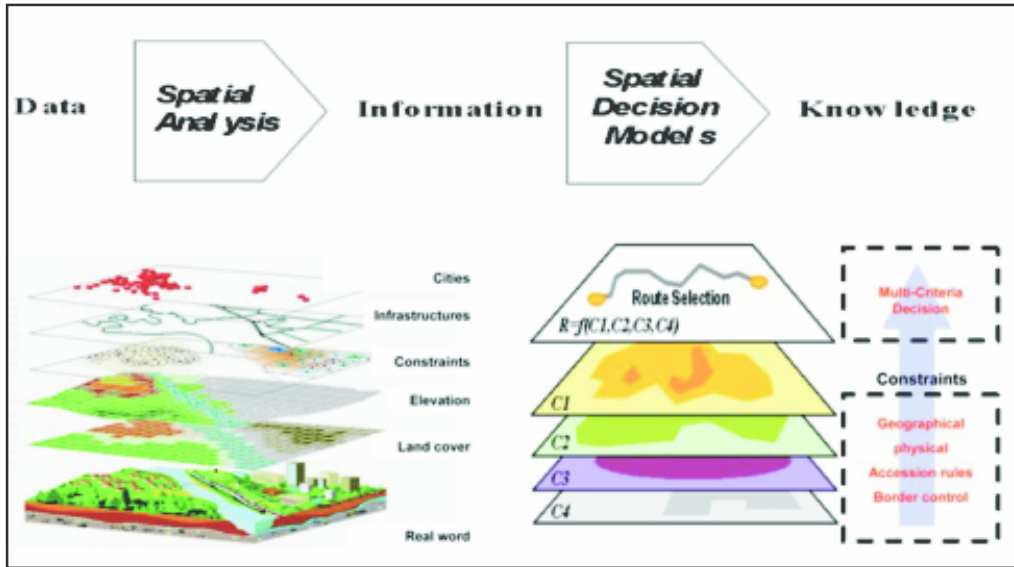 Data
Spatial
Analysis
Information
Spatial
Decision
Models
Knowledge
Cities
Infrastructures
Constraints
Elevation
Land cover
Real word
Route Selection
R=f(C1,C2,C3,C4)
C1
C2
C3
C4
Multi-Criteria
Decision
Constraints
Geographical
physical
Accession rules
Border control